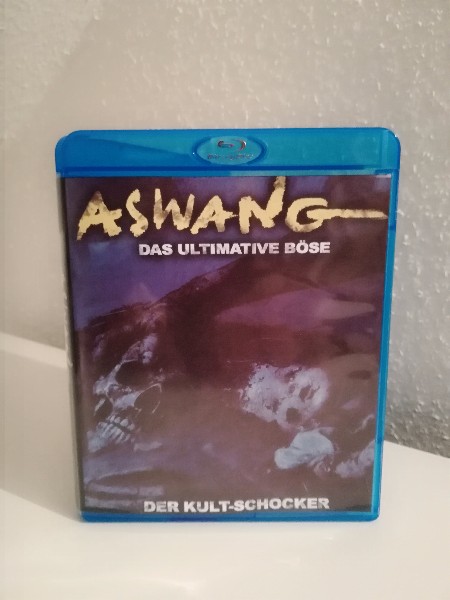 ASWANG
DAS ULTIMATIVE BÖSE
DER KULT-SCHOCKER